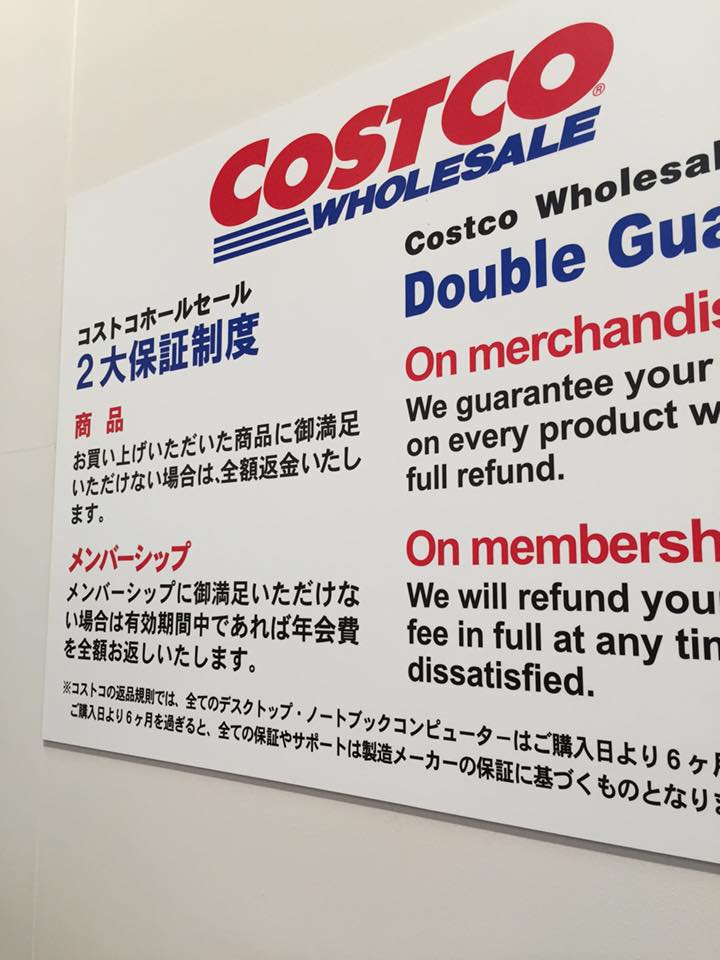 COSTCO
WHOLESALE
コストコホールセール
2大保証制度
商品
お買い上げいただいた商品に御満足
いただけない場合は、全額返金いたし
ます。
メンバーシップ
メンバーシップに御満足いただけな
い場合は有効期間中であれば年会費
を全額お返しいたします。
Costco Wholesal
Double Gua
On merchandis
We guarantee your
on every product w
full refund.
On membersh
We will refund you
fee in full at any tim
dissatisfied.
※コストコの返品規則では、全てのデスクトップ・ノートブックコンピューターはご購入日より6ヶ月
ご購入日より6ヶ月を過ぎると、全ての保証やサポートは製造メーカーの保証に基づくものとなりま